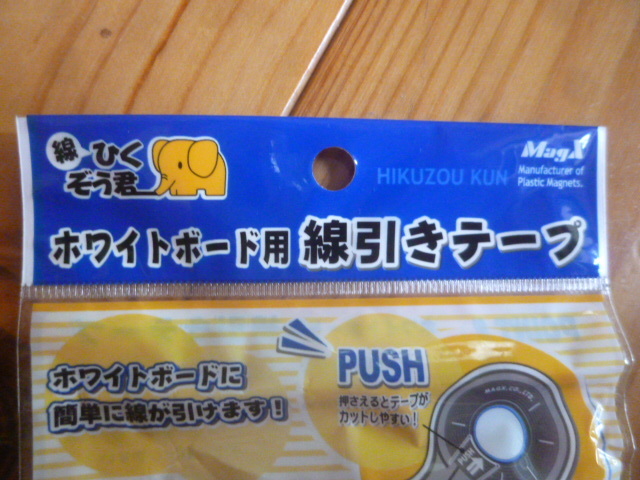 線ひく
ぞう君
HIKUZOU KUN
MagX
Manufacturer of
Plastic Magnets.
ホワイトボード用 線引きテープ
ホワイトボードに
簡単に線が引けます！
PUSH
押さえるとテープが
カットしやすい！
MAGX.CO.,LTD.